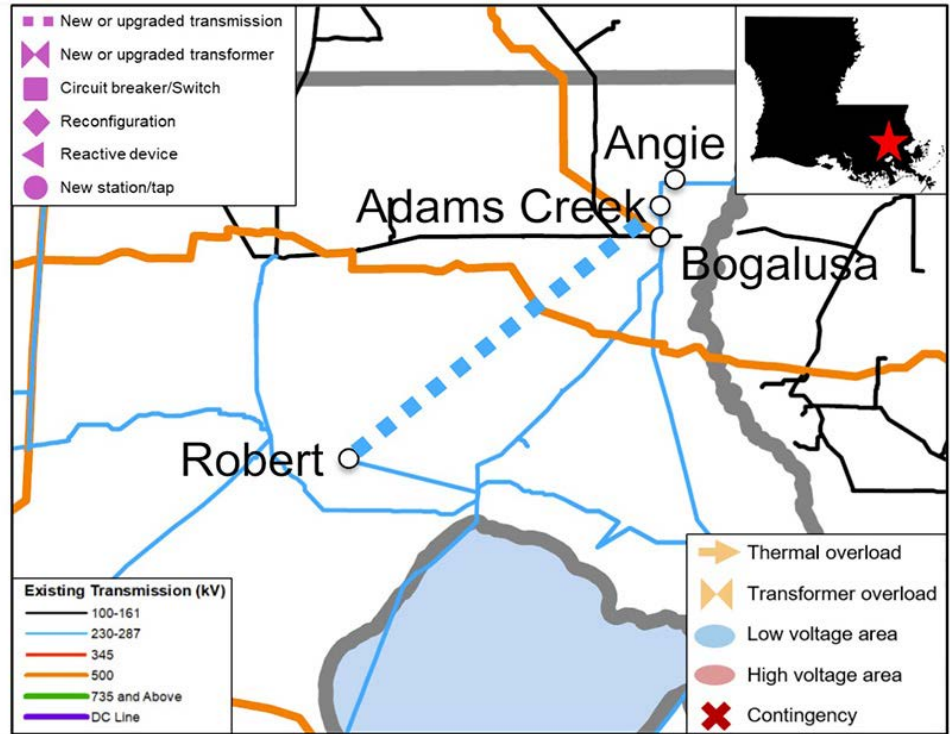 New or upgraded transmission
New or upgraded transformer
Circuit breaker/Switch
Reconfiguration
Reactive device
New station/tap
Angie
Adams Creek
Bogalusa
Robert
Existing Transmission (kV)
100-161
230-287
345
500
735 and Above
DC Line
Thermal overload
Transformer overload
Low voltage area
High voltage area
Contingency